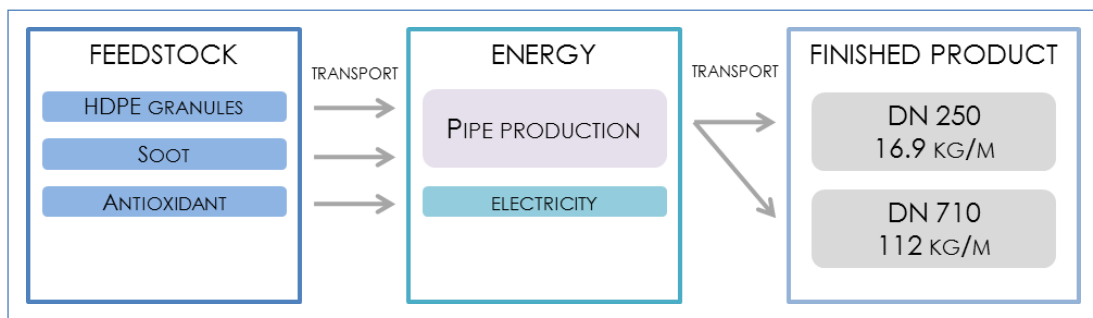 FEEDSTOCK
HDPE GRANULES
SOOT
ANTIOXIDANT
TRANSPORT
ENERGY
PIPE PRODUCTION
ELECTRICITY
TRANSPORT
FINISHED PRODUCT
DN 250
16.9 KG/M
DN 710
112 KG/M